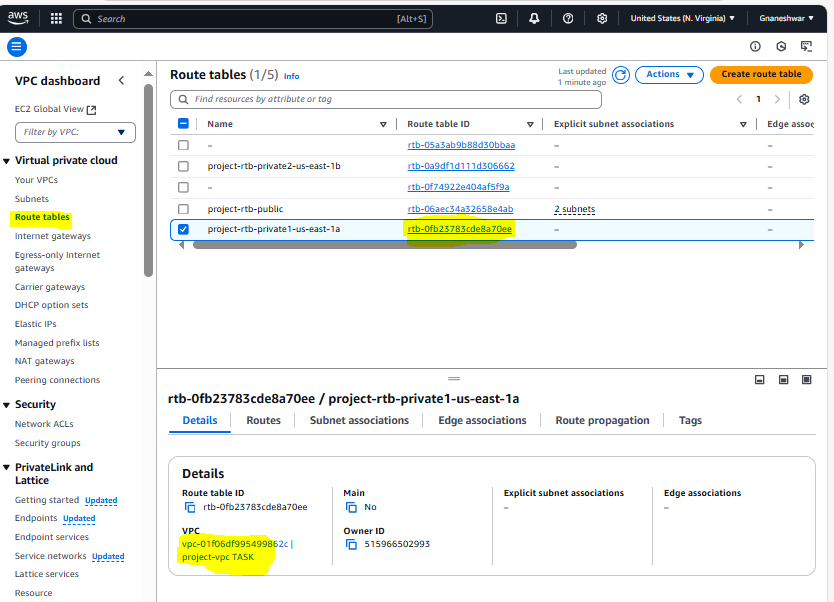 aws Search [Alt+S] United States (N. Virginia) Gnaneshwar
VPC dashboard
EC2 Global View
Filter by VPC:
Virtual private cloud
Your VPCs
Subnets
Route tables
Internet gateways
Egress-only Internet
gateways
Carrier gateways
DHCP option sets
Elastic IPs
Managed prefix lists
NAT gateways
Peering connections
Security
Network ACLs
Security groups
PrivateLink and
Lattice
Getting started Updated
Endpoints Updated
Endpoint services
Service networks Updated
Lattice services
Resource
Route tables (1/5) Info
Last updated
1 minute ago
Actions
Create route table
Find resources by attribute or tag
1
Name Route table ID Explicit subnet associations Edge assoc
– rtb-05a3ab9b88d30bbaa – –
project-rtb-private2-us-east-1b rtb-0a9df1d111d306662 – –
– rtb-0f74922e404af5f9a – –
project-rtb-public rtb-06aec34a32658e4ab 2 subnets –
project-rtb-private1-us-east-1a rtb-0fb23783cde8a70ee – –
rtb-0fb23783cde8a70ee / project-rtb-private1-us-east-1a
Details Routes Subnet associations Edge associations Route propagation Tags
Details
Route table ID
rtb-0fb23783cde8a70ee
VPC
vpc-01f06df995499862c |
project-vpc TASK
Main
No
Owner ID
515966502993
Explicit subnet associations
–
Edge associations
–